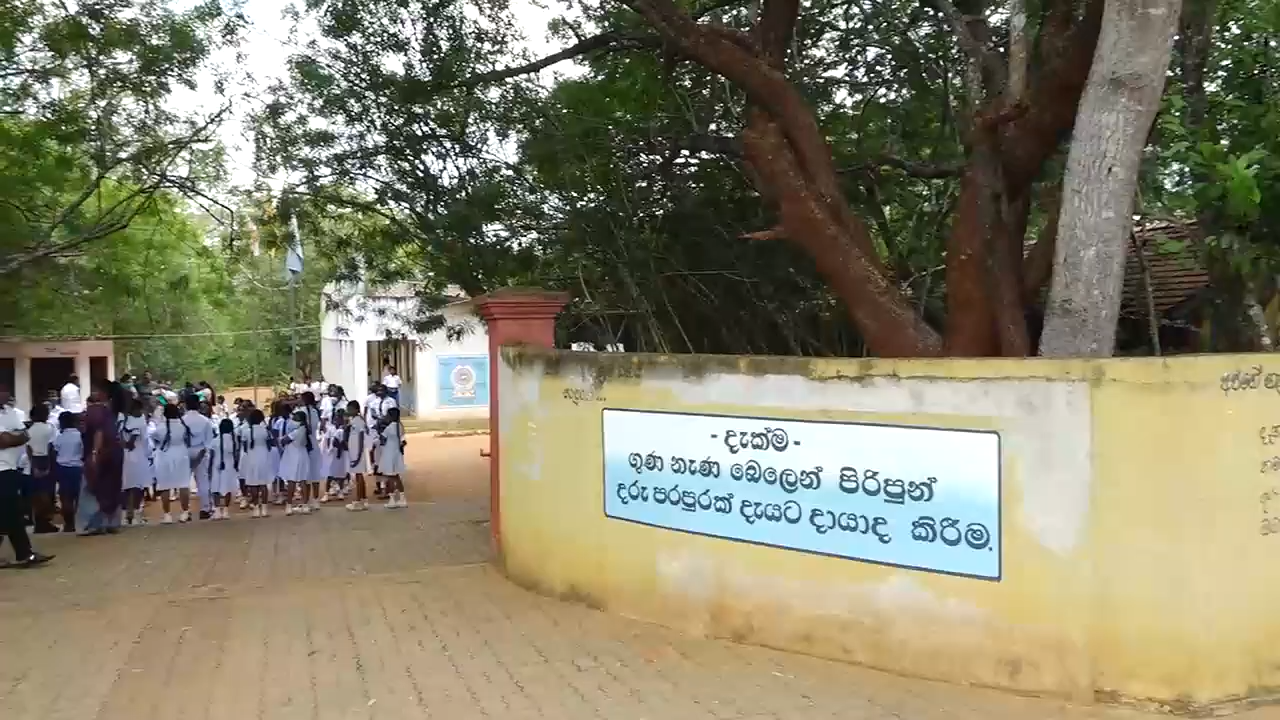 - දැක්ම -
ගුණ නැණ බෙලෙන් පිරිපුන්
දරු පරපුරක් දැයට දායාද කිරීම.